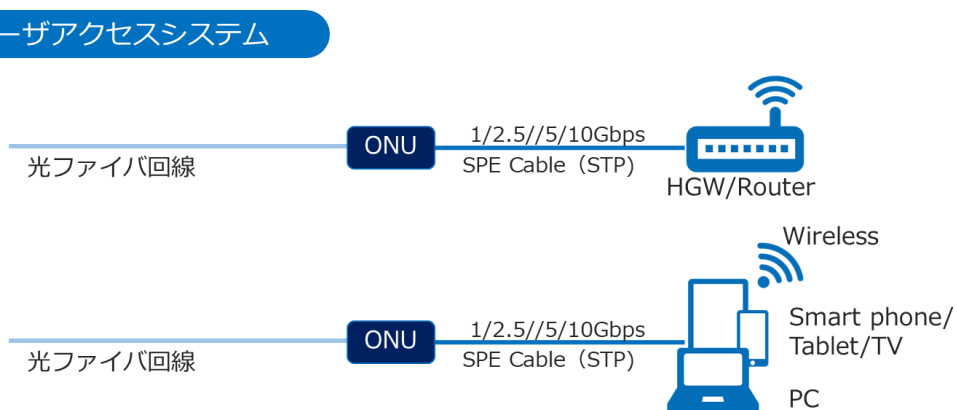 ーザアクセスシステム
ONU
1/2.5//5/10Gbps
光ファイバ回線
SPE Cable（STP）
HGW/Router
Wireless
ONU
1/2.5//5/10Gbps
光ファイバ回線
SPE Cable（STP）
Smart phone/
Tablet/TV
PC